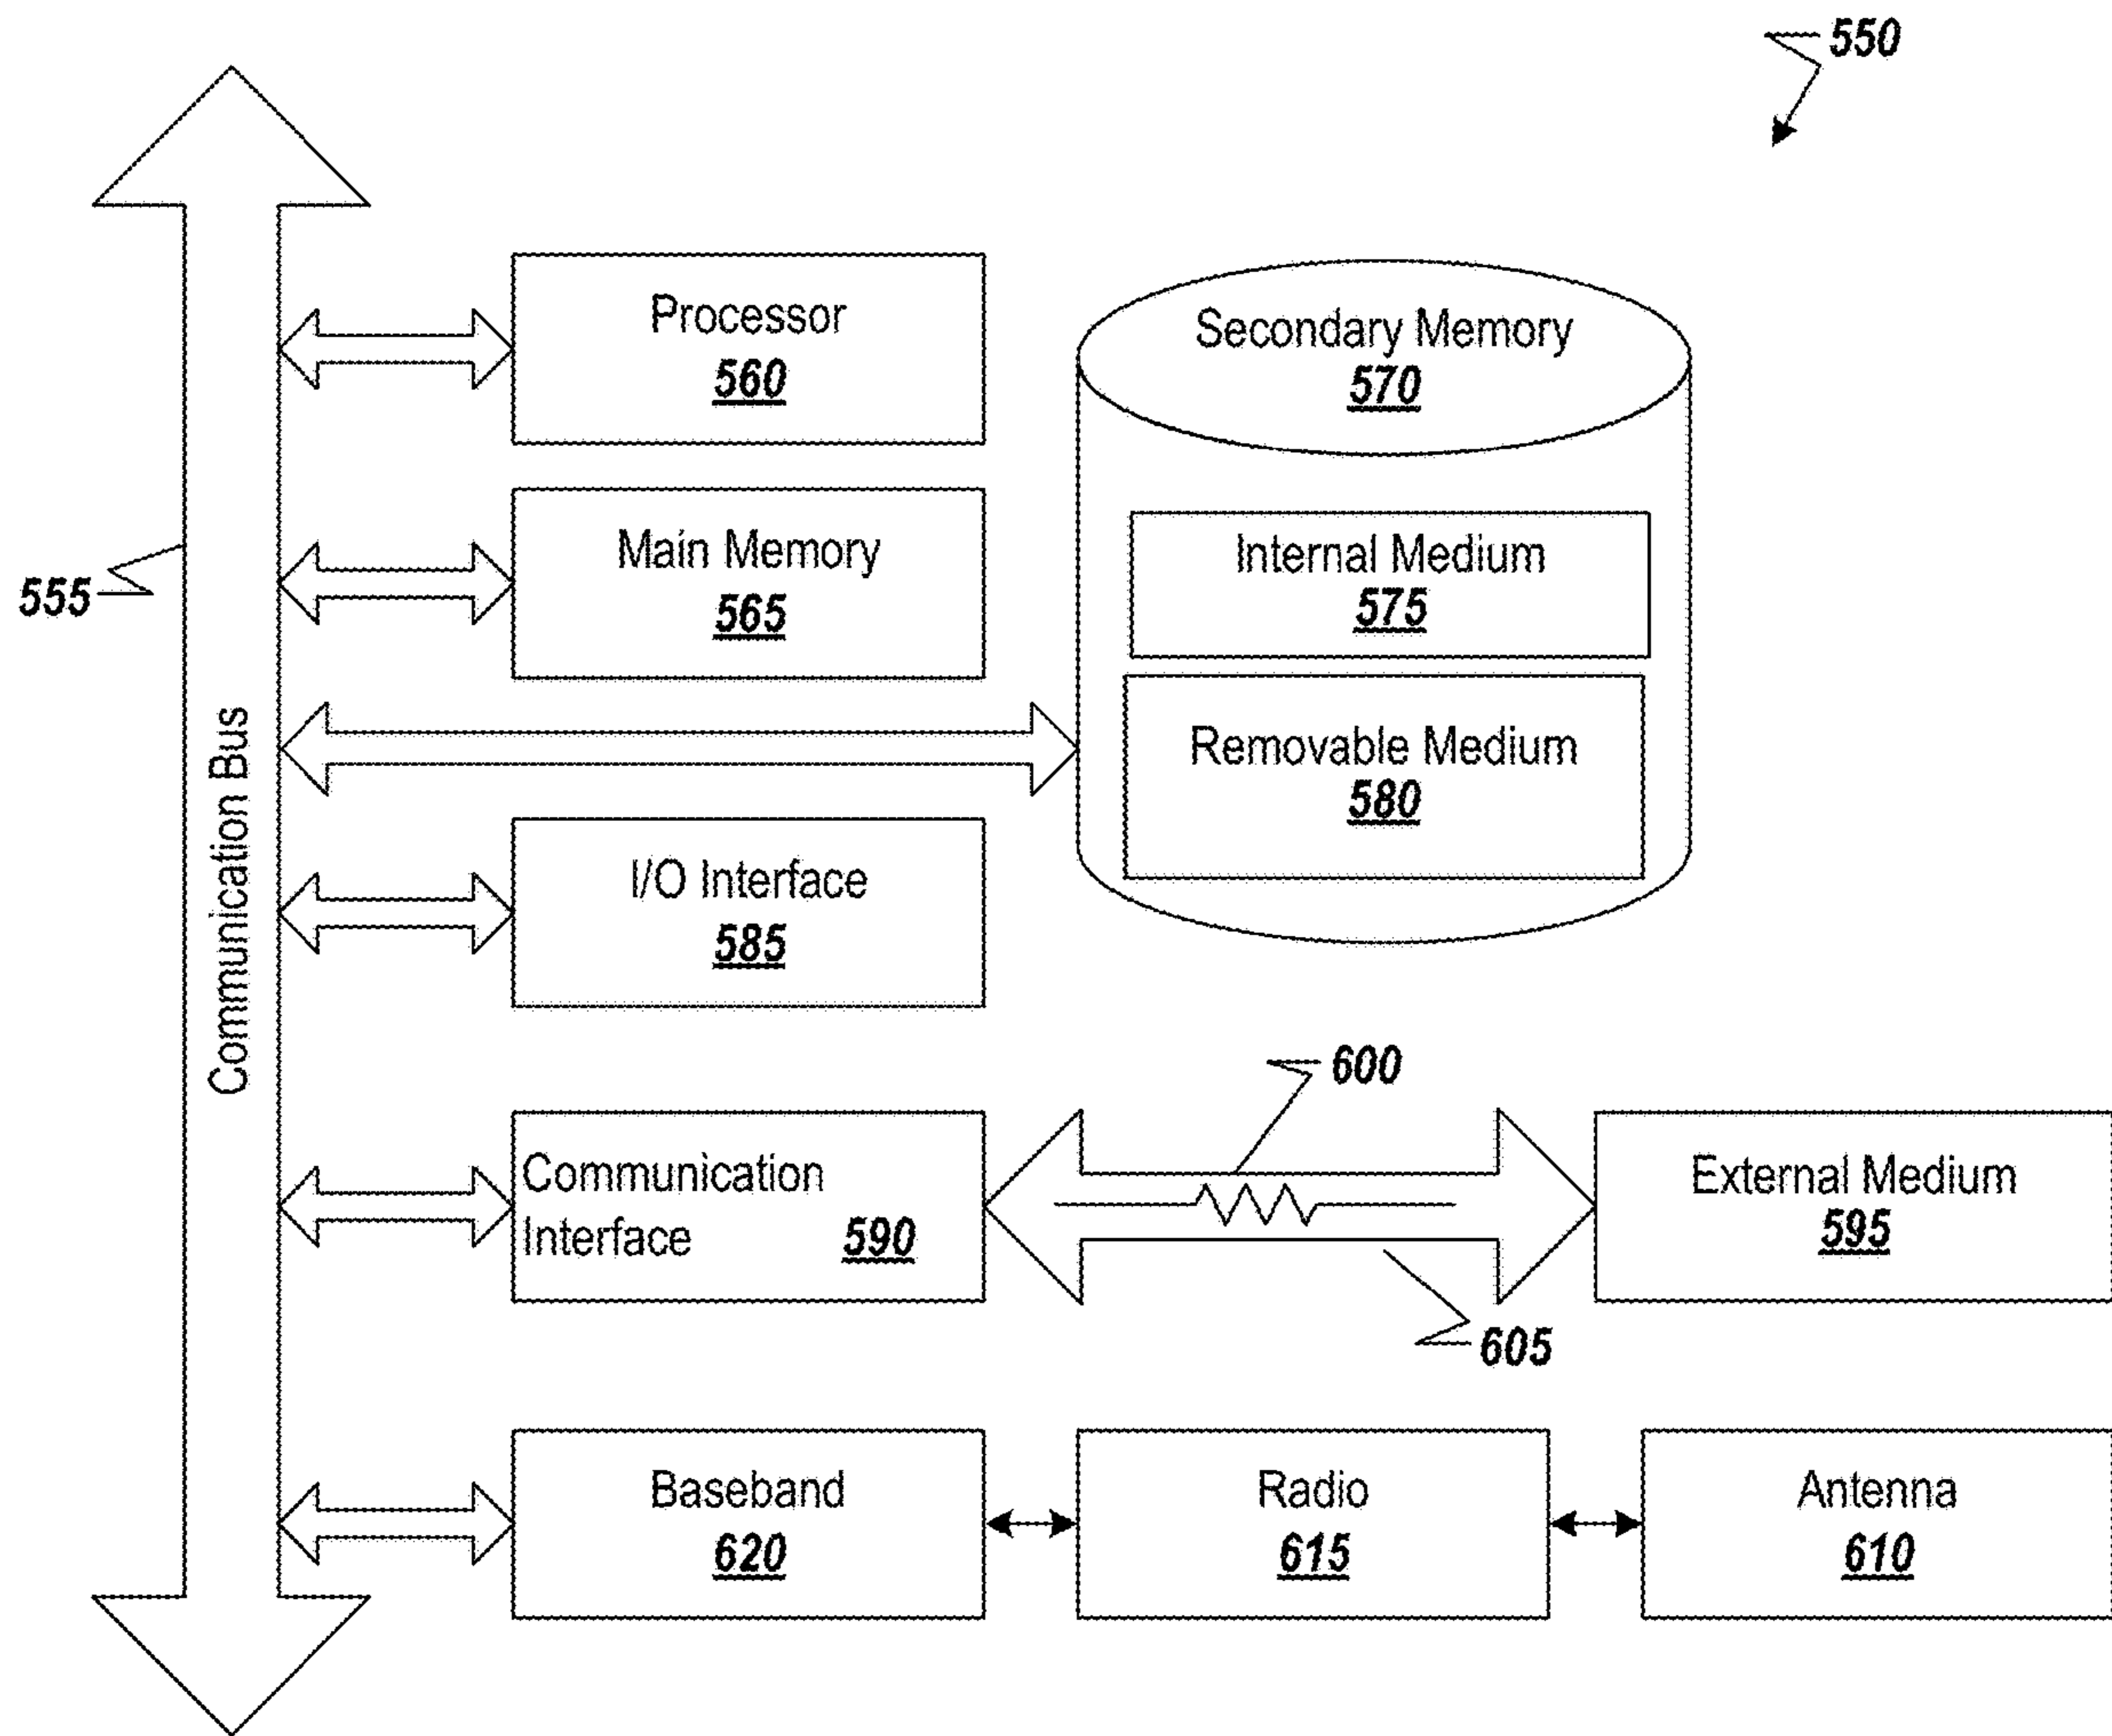 550
Processor
560
Secondary Memory
570
Main Memory
565
Internal Medium
575
555
Removable Medium
580
Communication Bus
I/O Interface
585
600
Communication
Interface 590
External Medium
595
605
Baseband
620
Radio
615
Antenna
610